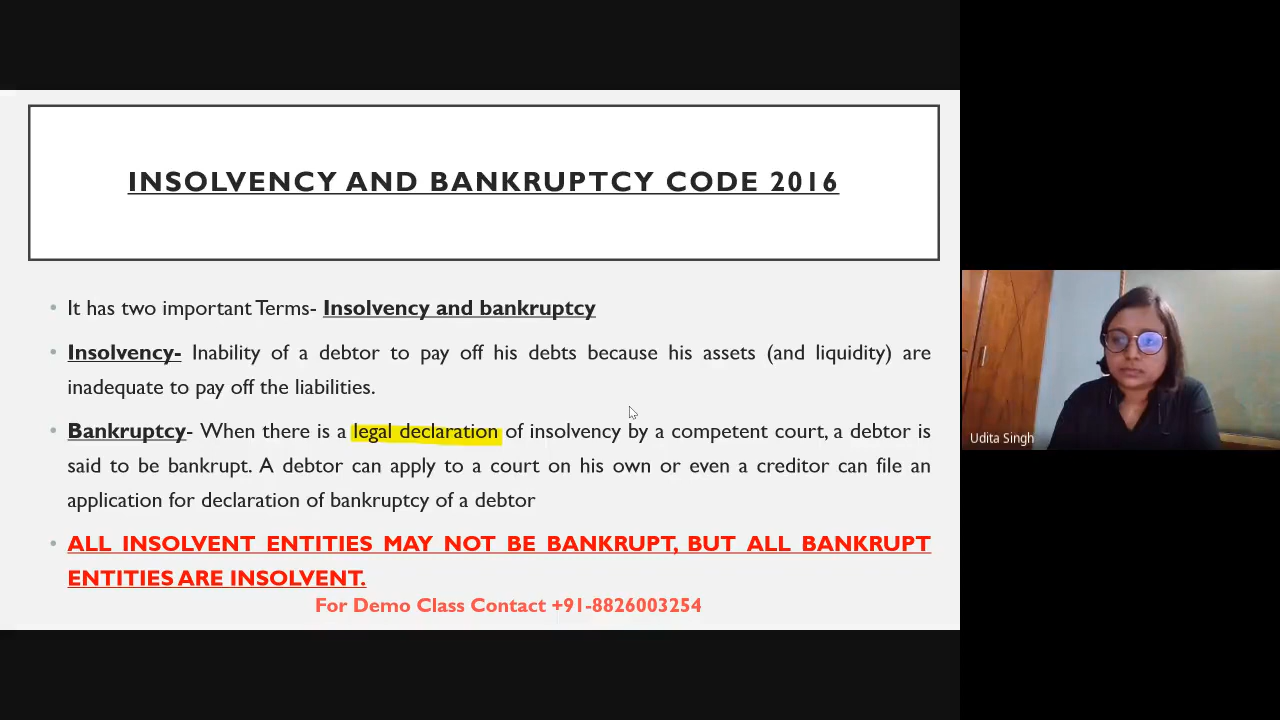 INSOLVENCY AND BANKRUPTCY CODE 2016
• It has two important Terms- Insolvency and bankruptcy
• Insolvency- Inability of a debtor to pay off his debts because his assets (and liquidity) are
inadequate to pay off the liabilities.
• Bankruptcy- When there is a legal declaration of insolvency by a competent court, a debtor is
said to be bankrupt. A debtor can apply to a court on his own or even a creditor can file an
application for declaration of bankruptcy of a debtor
• ALL INSOLVENT ENTITIES MAY NOT BE BANKRUPT, BUT ALL BANKRUPT
ENTITIES ARE INSOLVENT.
For Demo Class Contact +91-8826003254
Udita Singh